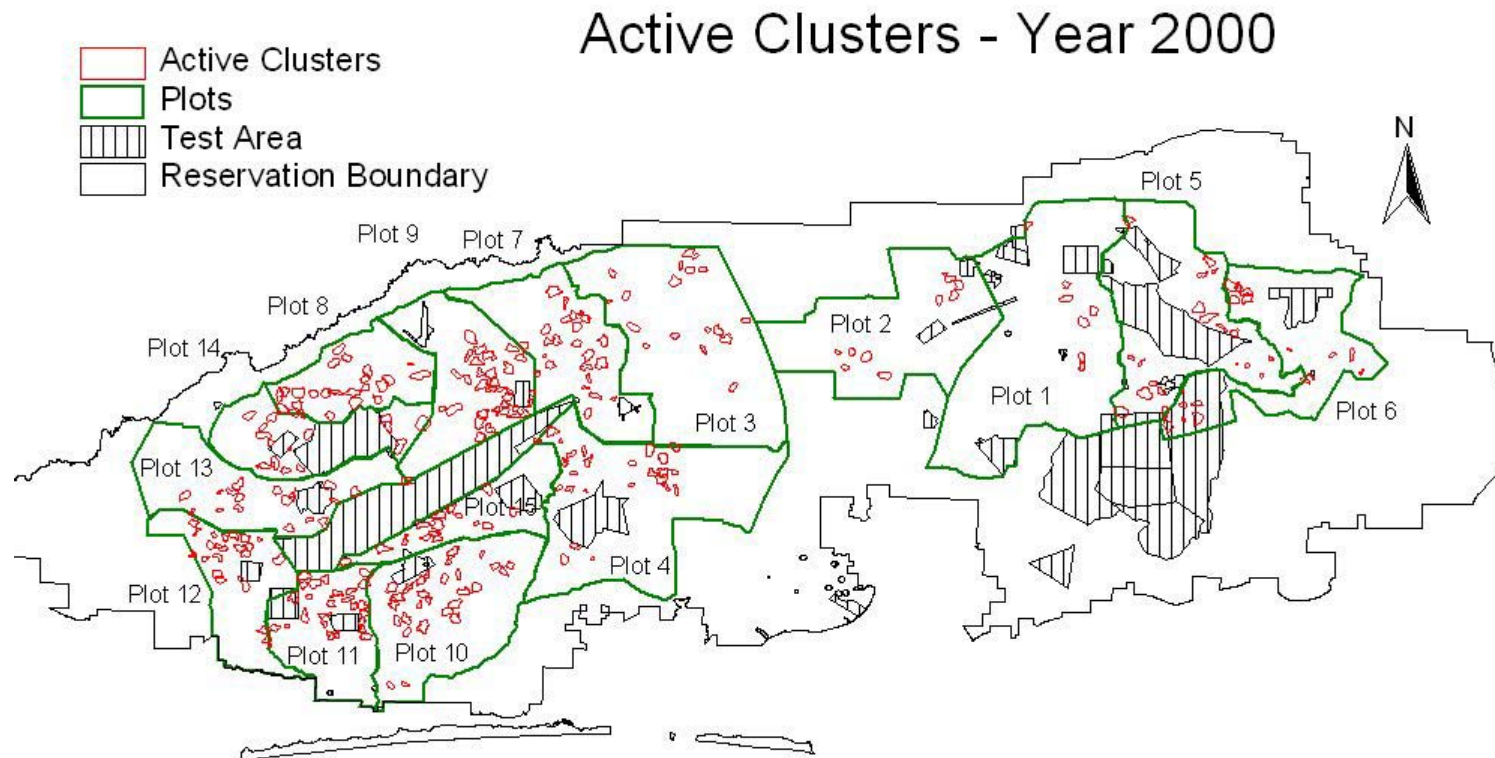 Active Clusters - Year 2000
Active Clusters
Plots
Test Area
Reservation Boundary
N
Plot 5
Plot 9
Plot 7
Plot 8
Plot 14
Plot 2
Plot 1
Plot 3
Plot 6
Plot 13
Plot 15
Plot 4
Plot 12
Plot 11
Plot 10